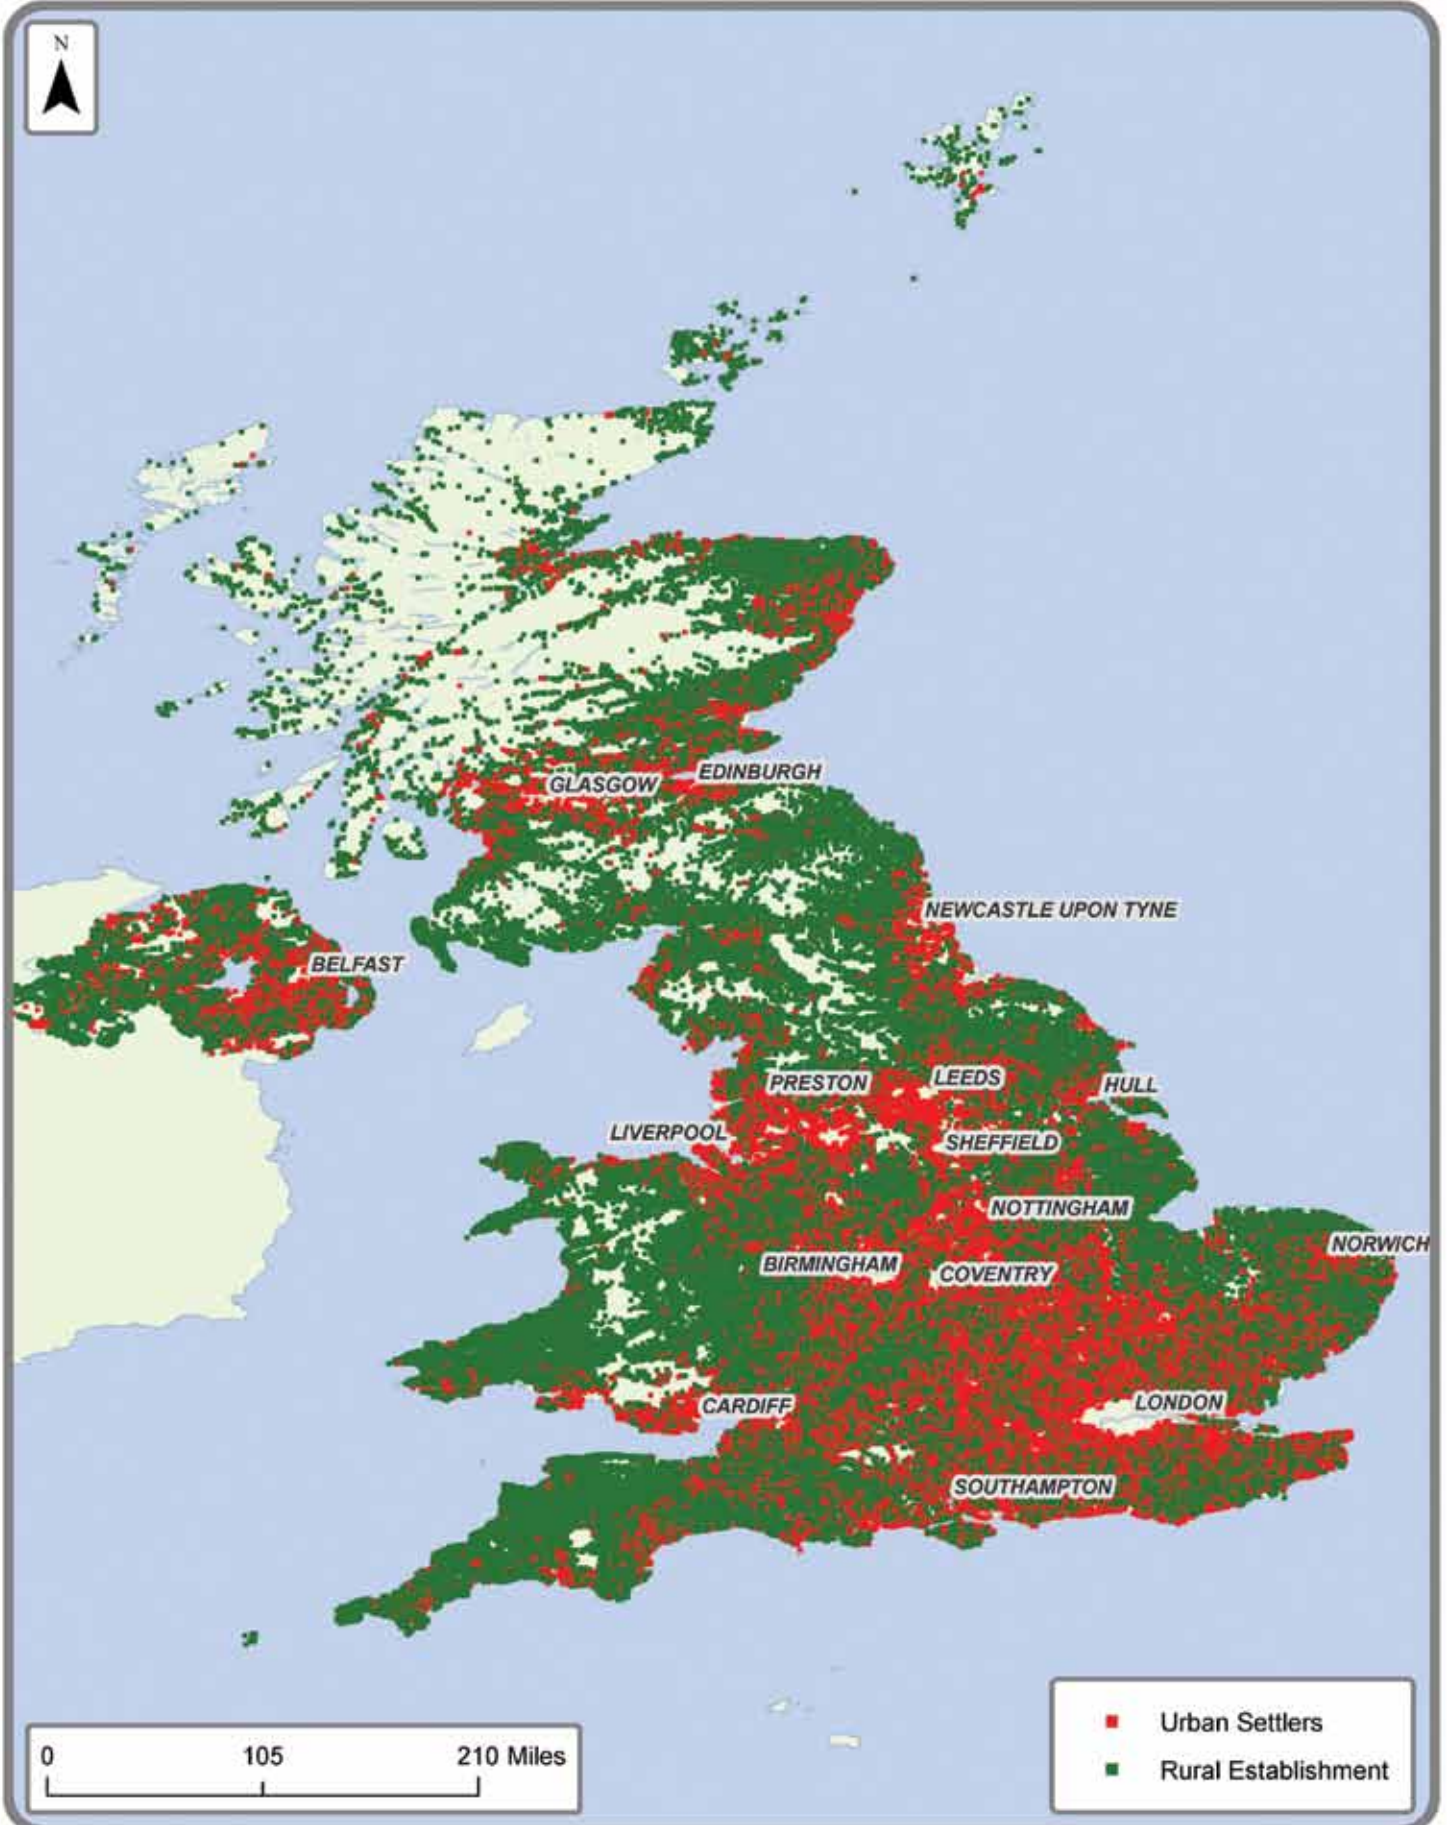 N
GLASGOW
EDINBURGH
NEWCASTLE UPON TYNE
BELFAST
PRESTON
LEEDS
HULL
LIVERPOOL
SHEFFIELD
NOTTINGHAM
NORWICH
BIRMINGHAM
COVENTRY
CARDIFF
LONDON
SOUTHAMPTON
Urban Settlers
Rural Establishment
0 105 210 Miles